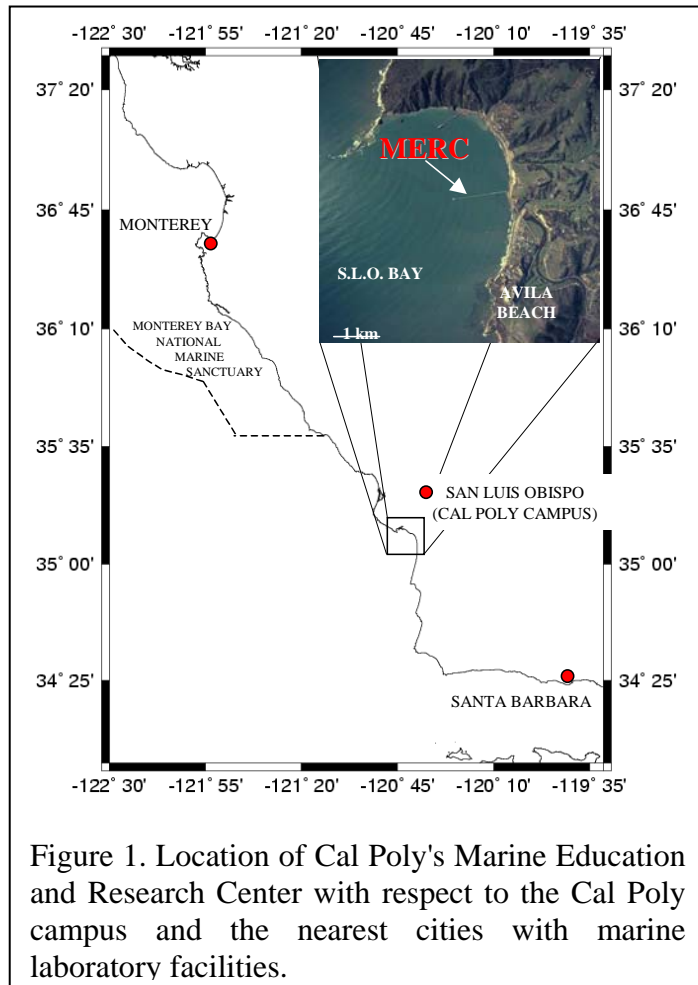 -122° 30' -121° 55' -121° 20' -120° 45' -120° 10' -119° 35'
37° 20' 37° 20'
MERC
36° 45' 36° 45'
MONTEREY
S.L.O. BAY
AVILA
BEACH
36° 10' 36° 10'
1 km
MONTEREY BAY
NATIONAL
MARINE
SANCTUARY
35° 35' 35° 35'
SAN LUIS OBISPO
(CAL POLY CAMPUS)
35° 00' 35° 00'
34° 25' 34° 25'
SANTA BARBARA
-122° 30' -121° 55' -121° 20' -120° 45' -120° 10' -119° 35'
Figure 1. Location of Cal Poly's Marine Education
and Research Center with respect to the Cal Poly
campus and the nearest cities with marine
laboratory facilities.